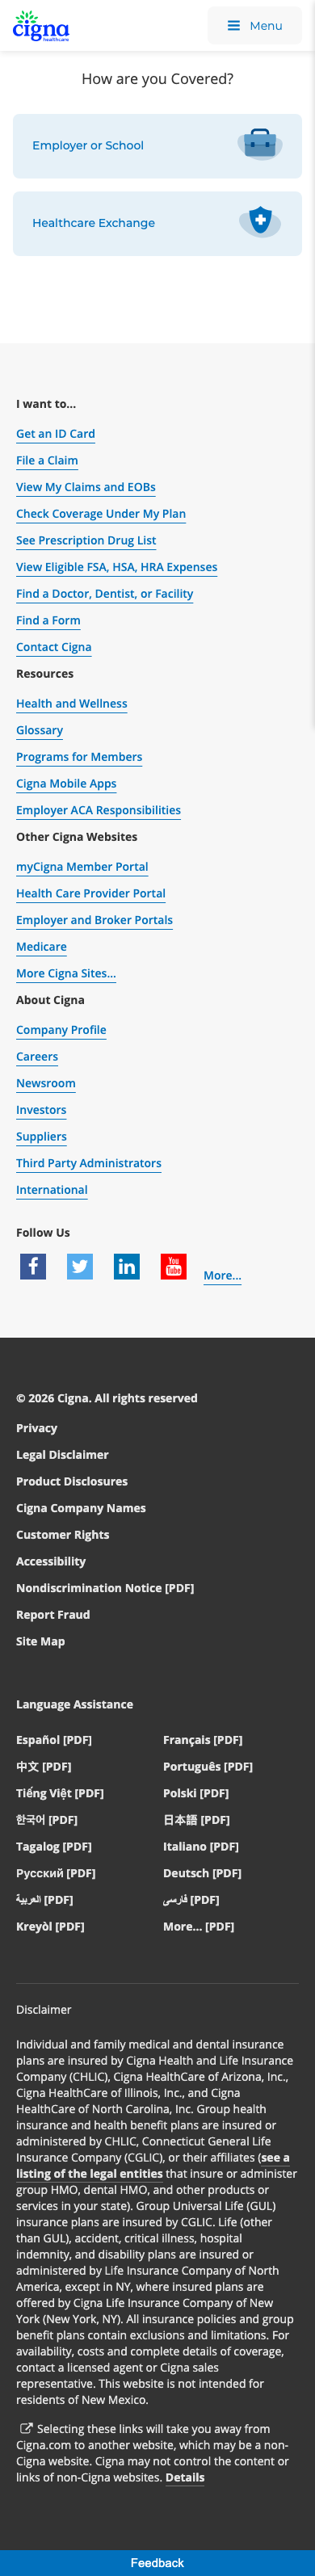 cigna
healthcare
Menu
How are you Covered?
Employer or School
Healthcare Exchange
I want to...
Get an ID Card
File a Claim
View My Claims and EOBs
Check Coverage Under My Plan
See Prescription Drug List
View Eligible FSA, HSA, HRA Expenses
Find a Doctor, Dentist, or Facility
Find a Form
Contact Cigna
Resources
Health and Wellness
Glossary
Programs for Members
Cigna Mobile Apps
Employer ACA Responsibilities
Other Cigna Websites
myCigna Member Portal
Health Care Provider Portal
Employer and Broker Portals
Medicare
More Cigna Sites...
About Cigna
Company Profile
Careers
Newsroom
Investors
Suppliers
Third Party Administrators
International
Follow Us
You Tube
More...
© 2026 Cigna. All rights reserved
Privacy
Legal Disclaimer
Product Disclosures
Cigna Company Names
Customer Rights
Accessibility
Nondiscrimination Notice [PDF]
Report Fraud
Site Map
Language Assistance
Español [PDF]
Français [PDF]
中文 [PDF]
Português [PDF]
Tiếng Việt [PDF]
Polski [PDF]
한국어 [PDF]
日本語 [PDF]
Tagalog [PDF]
Italiano [PDF]
Русский [PDF]
Deutsch [PDF]
العربية [PDF]
فارسی [PDF]
Kreyòl [PDF]
More... [PDF]
Disclaimer
Individual and family medical and dental insurance
plans are insured by Cigna Health and Life Insurance
Company (CHLIC), Cigna HealthCare of Arizona, Inc.,
Cigna HealthCare of Illinois, Inc., and Cigna
HealthCare of North Carolina, Inc. Group health
insurance and health benefit plans are insured or
administered by CHLIC, Connecticut General Life
Insurance Company (CGLIC), or their affiliates (see a
listing of the legal entities that insure or administer
group HMO, dental HMO, and other products or
services in your state). Group Universal Life (GUL)
insurance plans are insured by CGLIC. Life (other
than GUL), accident, critical illness, hospital
indemnity, and disability plans are insured or
administered by Life Insurance Company of North
America, except in NY, where insured plans are
offered by Cigna Life Insurance Company of New
York (New York, NY). All insurance policies and group
benefit plans contain exclusions and limitations. For
availability, costs and complete details of coverage,
contact a licensed agent or Cigna sales
representative. This website is not intended for
residents of New Mexico.
Selecting these links will take you away from
Cigna.com to another website, which may be a non-
Cigna website. Cigna may not control the content or
links of non-Cigna websites. Details
Feedback